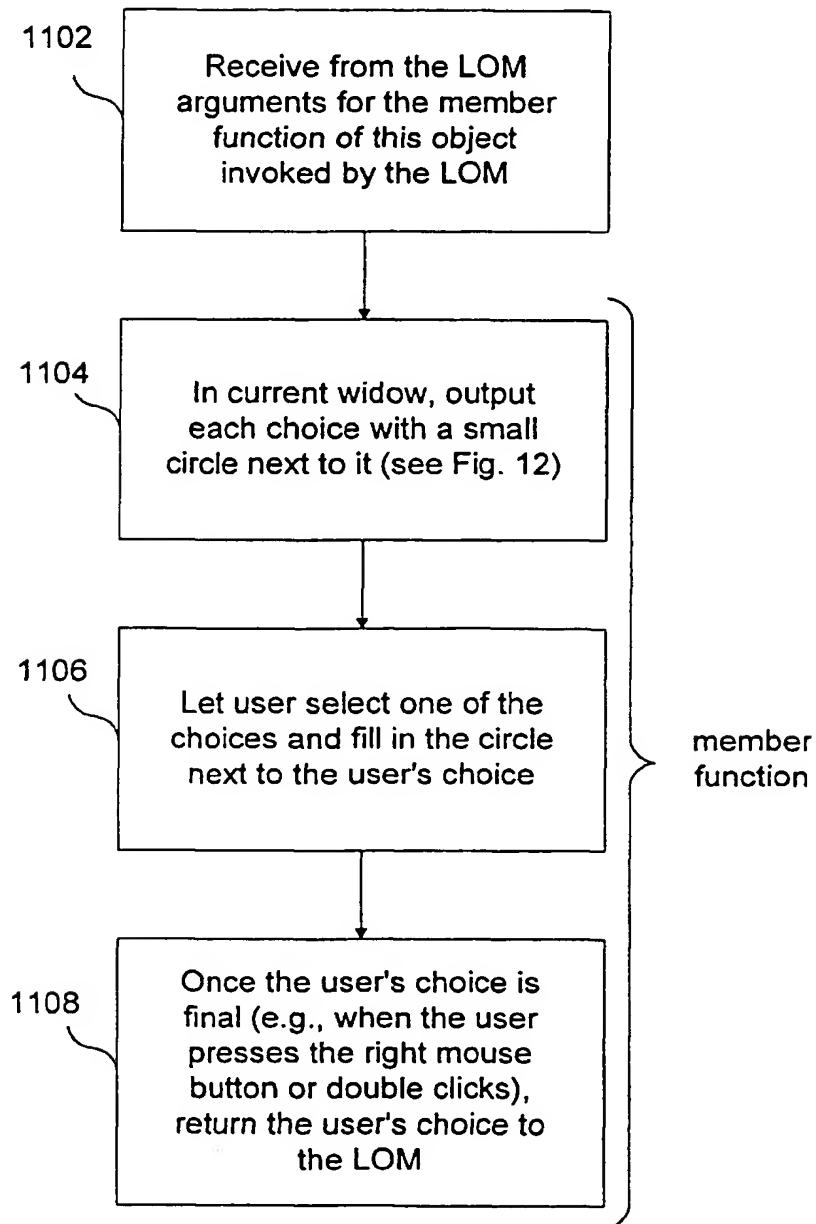 1102
Receive from the LOM
arguments for the member
function of this object
invoked by the LOM
1104
In current widow, output
each choice with a small
circle next to it (see Fig. 12)
1106
Let user select one of the
choices and fill in the circle
next to the user's choice
member
function
1108
Once the user's choice is
final (e.g., when the user
presses the right mouse
button or double clicks),
return the user's choice to
the LOM